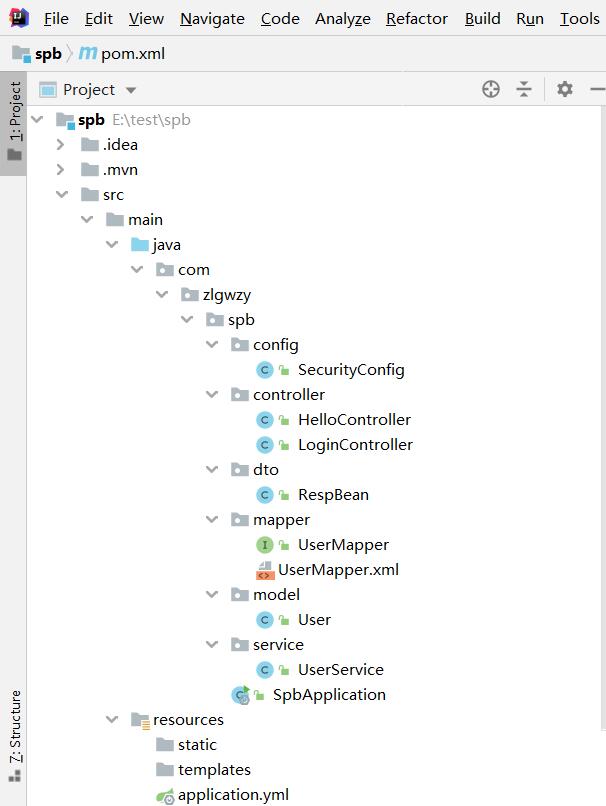 File Edit View Navigate Code Analyze Refactor Build Run Tools
spb pom.xml
1: Project
Project
spb E:\test\spb
.idea
.mvn
src
main
java
com
zlgwzy
spb
config
SecurityConfig
controller
HelloController
LoginController
dto
RespBean
mapper
UserMapper
UserMapper.xml
model
User
service
UserService
SpbApplication
resources
static
templates
application.yml
7: Structure